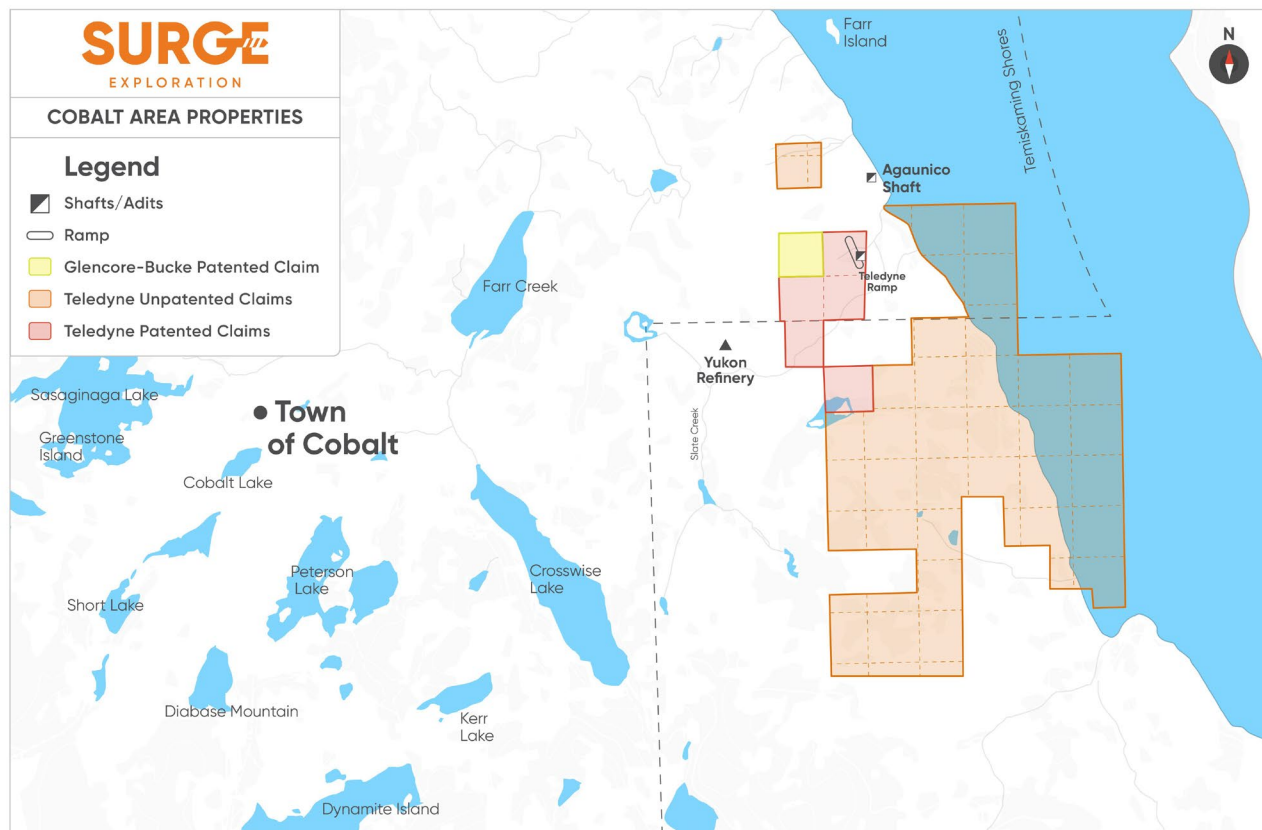 SURGE
EXPLORATION
COBALT AREA PROPERTIES
Legend
Shafts/Adits
Ramp
Glencore-Bucke Patented Claim
Teledyne Unpatented Claims
Teledyne Patented Claims
Farr
Island
Temiskaming Shores
N
Agaunico
Shaft
Teledyne
Ramp
Farr Creek
Yukon
Refinery
Sasaginaga Lake
Greenstone
Island
Town
of Cobalt
Cobalt Lake
Slate Creek
Peterson
Lake
Crosswise
Lake
Short Lake
Diabase Mountain
Kerr
Lake
Dynamite Island